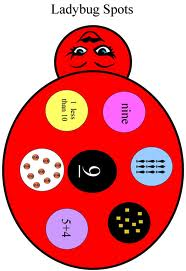 Ladybug Spots
1 less
than 10
nine
9
5+4